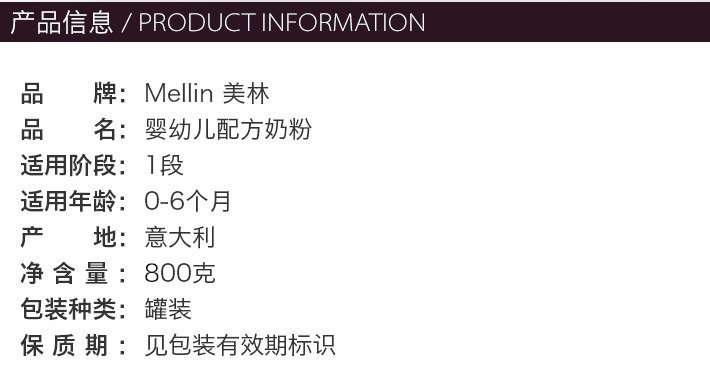 产品信息 / PRODUCT INFORMATION
品 牌： Mellin 美林
品 名： 婴幼儿配方奶粉
适用阶段： 1段
适用年龄： 0-6个月
产 地： 意大利
净 含 量 ： 800克
包装种类： 罐装
保 质 期 ： 见包装有效期标识